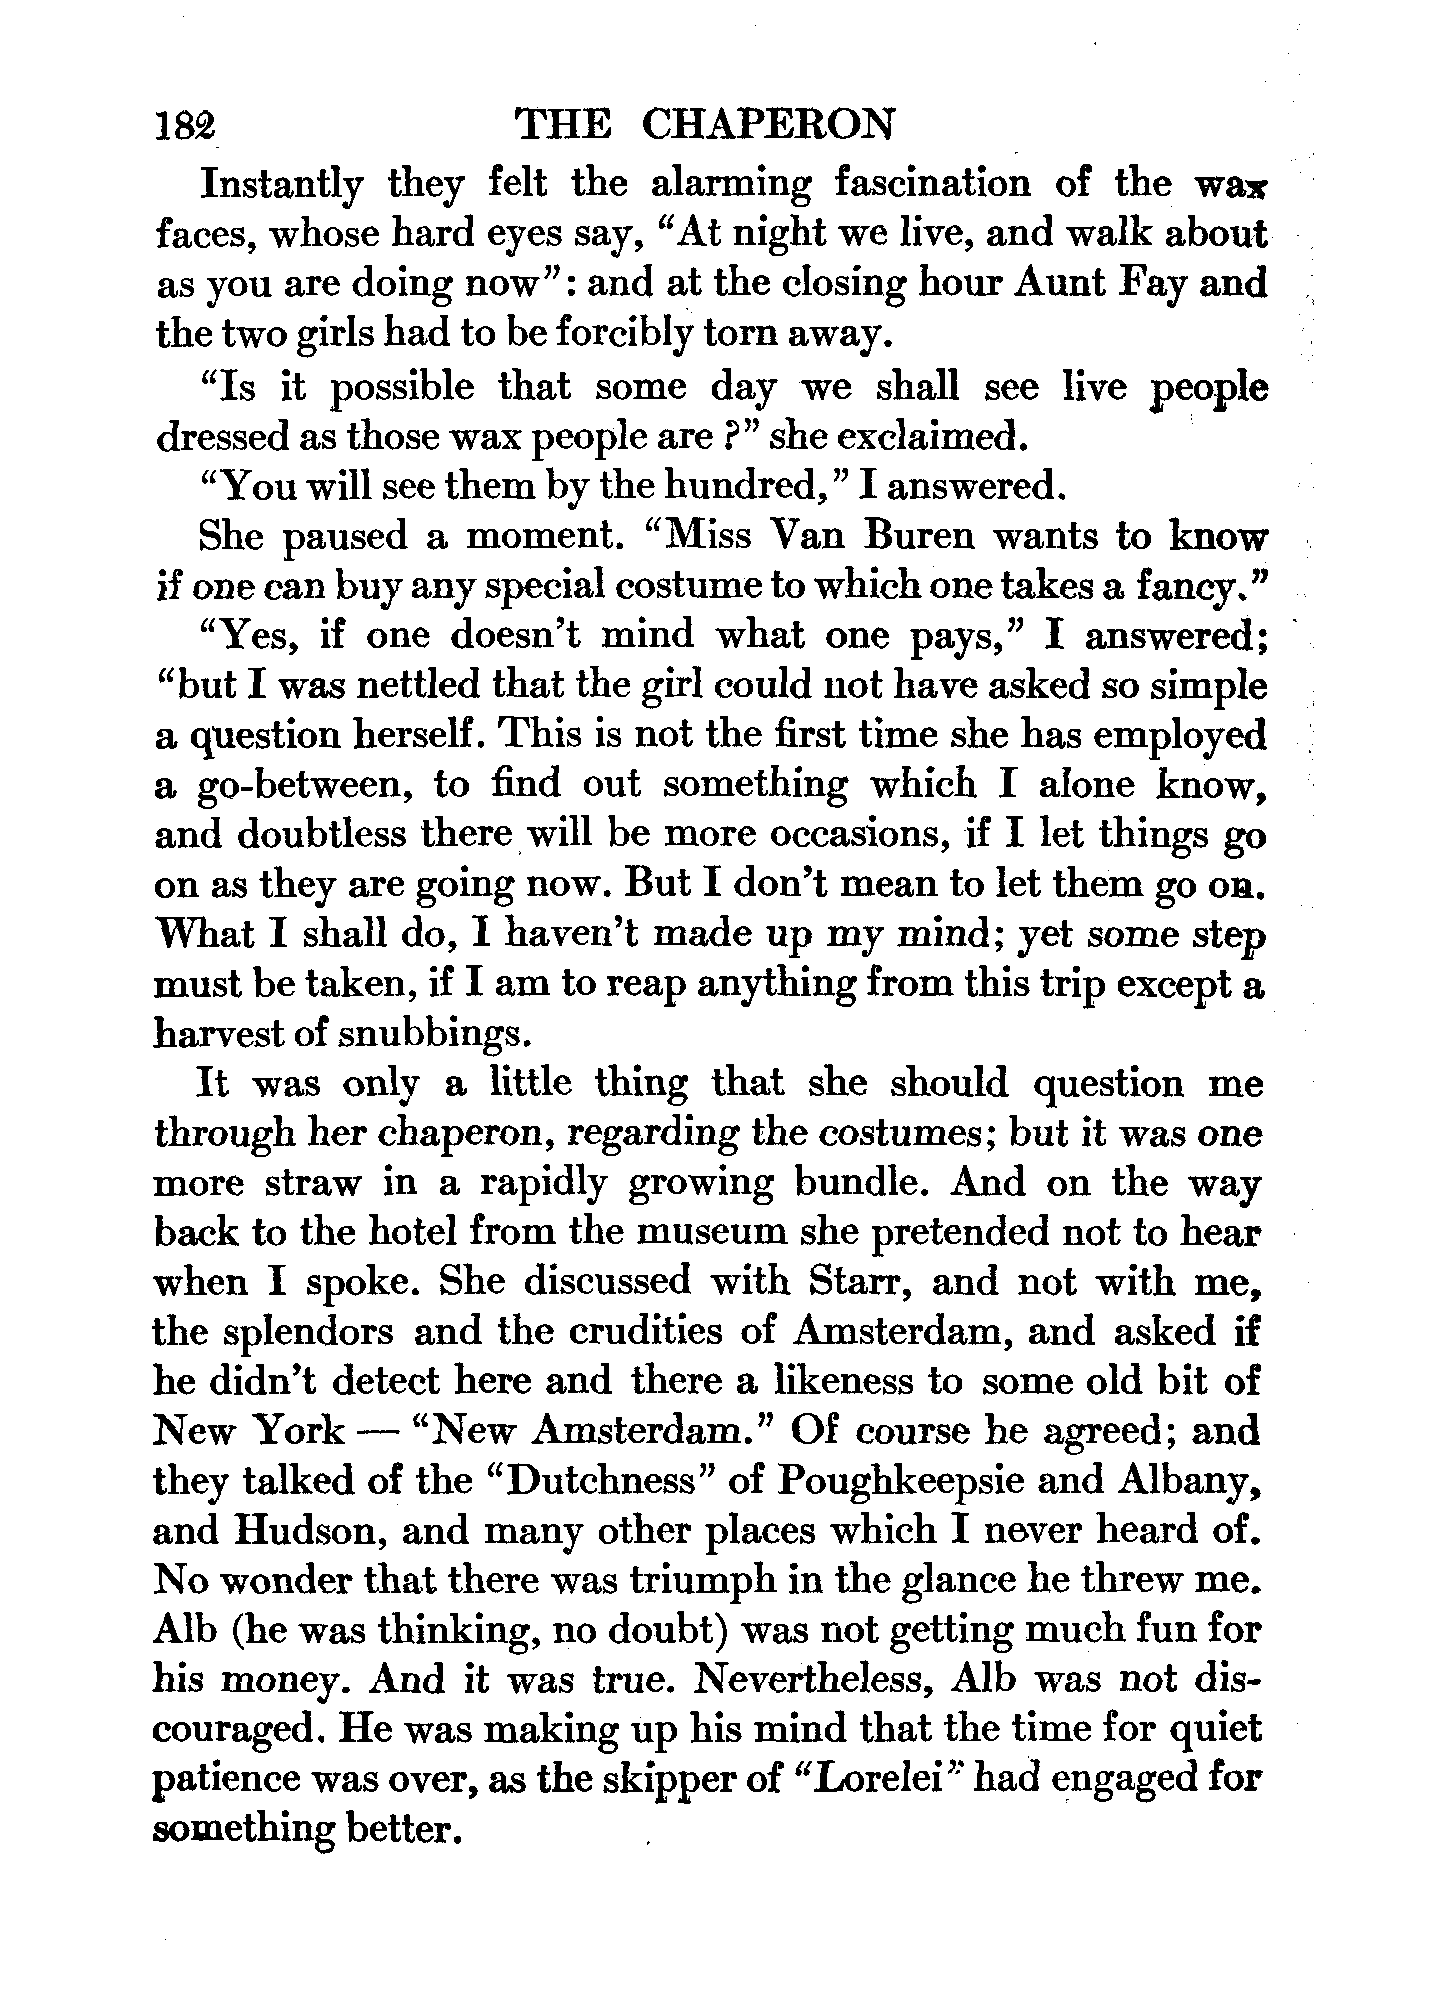 182 THE CHAPERON
Instantly they felt the alarming fascination of the wax
faces, whose hard eyes say, “At night we live, and walk about
as you are doing now”: and at the closing hour Aunt Fay and
the two girls had to be forcibly torn away.
“Is it possible that some day we shall see live people
dressed as those wax people are ?” she exclaimed.
“You will see them by the hundred,” I answered.
She paused a moment. “Miss Van Buren wants to know
if one can buy any special costume to which one takes a fancy.”
“Yes, if one doesn’t mind what one pays,” I answered;
“but I was nettled that the girl could not have asked so simple
a question herself. This is not the first time she has employed
a go-between, to find out something which I alone know,
and doubtless there will be more occasions, if I let things go
on as they are going now. But I don’t mean to let them go on.
What I shall do, I haven’t made up my mind; yet some step
must be taken, if I am to reap anything from this trip except a
harvest of snubbings.
It was only a little thing that she should question me
through her chaperon, regarding the costumes; but it was one
more straw in a rapidly growing bundle. And on the way
back to the hotel from the museum she pretended not to hear
when I spoke. She discussed with Starr, and not with me,
the splendors and the crudities of Amsterdam, and asked if
he didn’t detect here and there a likeness to some old bit of
New York — “New Amsterdam.” Of course he agreed; and
they talked of the “Dutchness” of Poughkeepsie and Albany,
and Hudson, and many other places which I never heard of.
No wonder that there was triumph in the glance he threw me.
Alb (he was thinking, no doubt) was not getting much fun for
his money. And it was true. Nevertheless, Alb was not dis-
couraged. He was making up his mind that the time for quiet
patience was over, as the skipper of “Lorelei” had engaged for
something better.